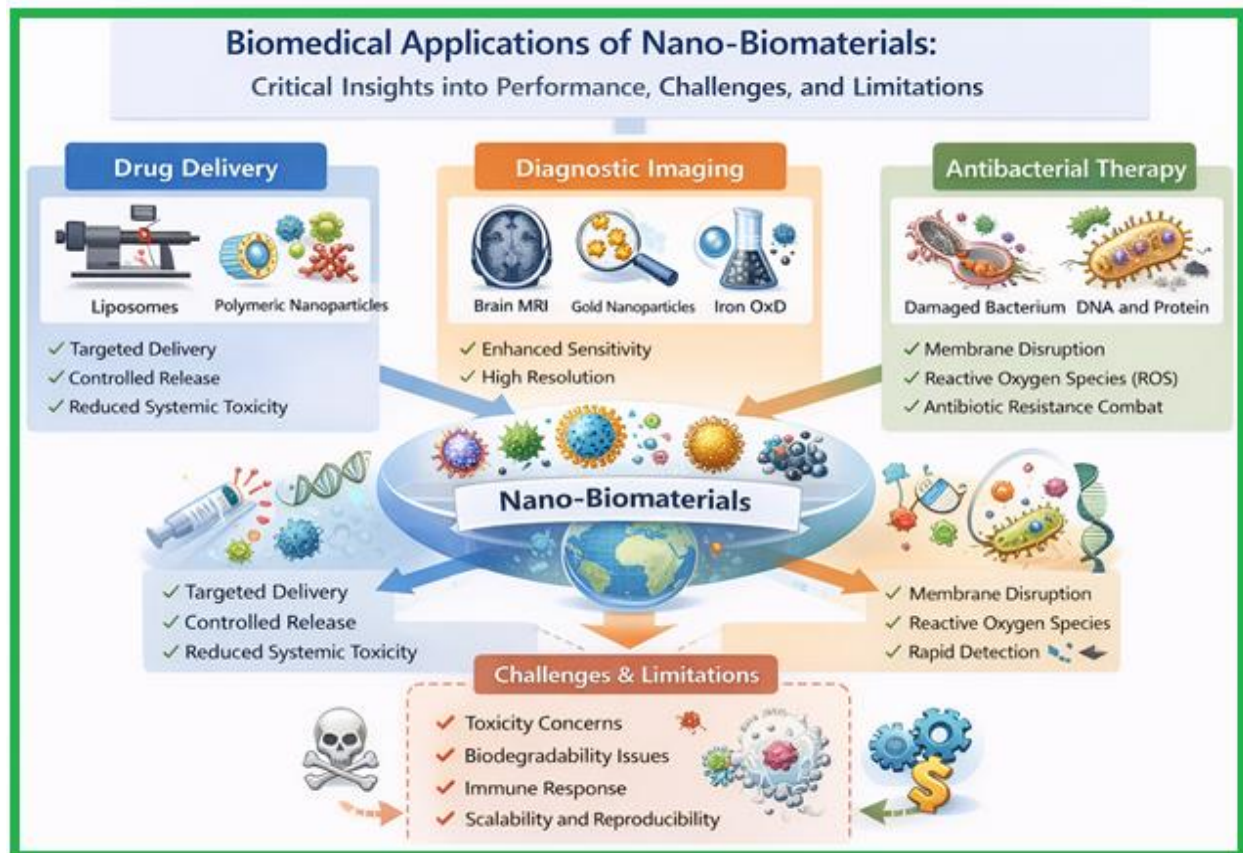 Biomedical Applications of Nano-Biomaterials:
Critical Insights into Performance, Challenges, and Limitations
Drug Delivery
Liposomes
Polymeric Nanoparticles
✓ Targeted Delivery
✓ Controlled Release
✓ Reduced Systemic Toxicity
Diagnostic Imaging
Brain MRI
Gold Nanoparticles
Iron OxD
✓ Enhanced Sensitivity
✓ High Resolution
Antibacterial Therapy
Damaged Bacterium
DNA and Protein
✓ Membrane Disruption
✓ Reactive Oxygen Species (ROS)
✓ Antibiotic Resistance Combat
Nano-Biomaterials
✓ Targeted Delivery
✓ Controlled Release
✓ Reduced Systemic Toxicity
✓ Membrane Disruption
✓ Reactive Oxygen Species
✓ Rapid Detection
Challenges & Limitations
✓ Toxicity Concerns
✓ Biodegradability Issues
✓ Immune Response
✓ Scalability and Reproducibility
$